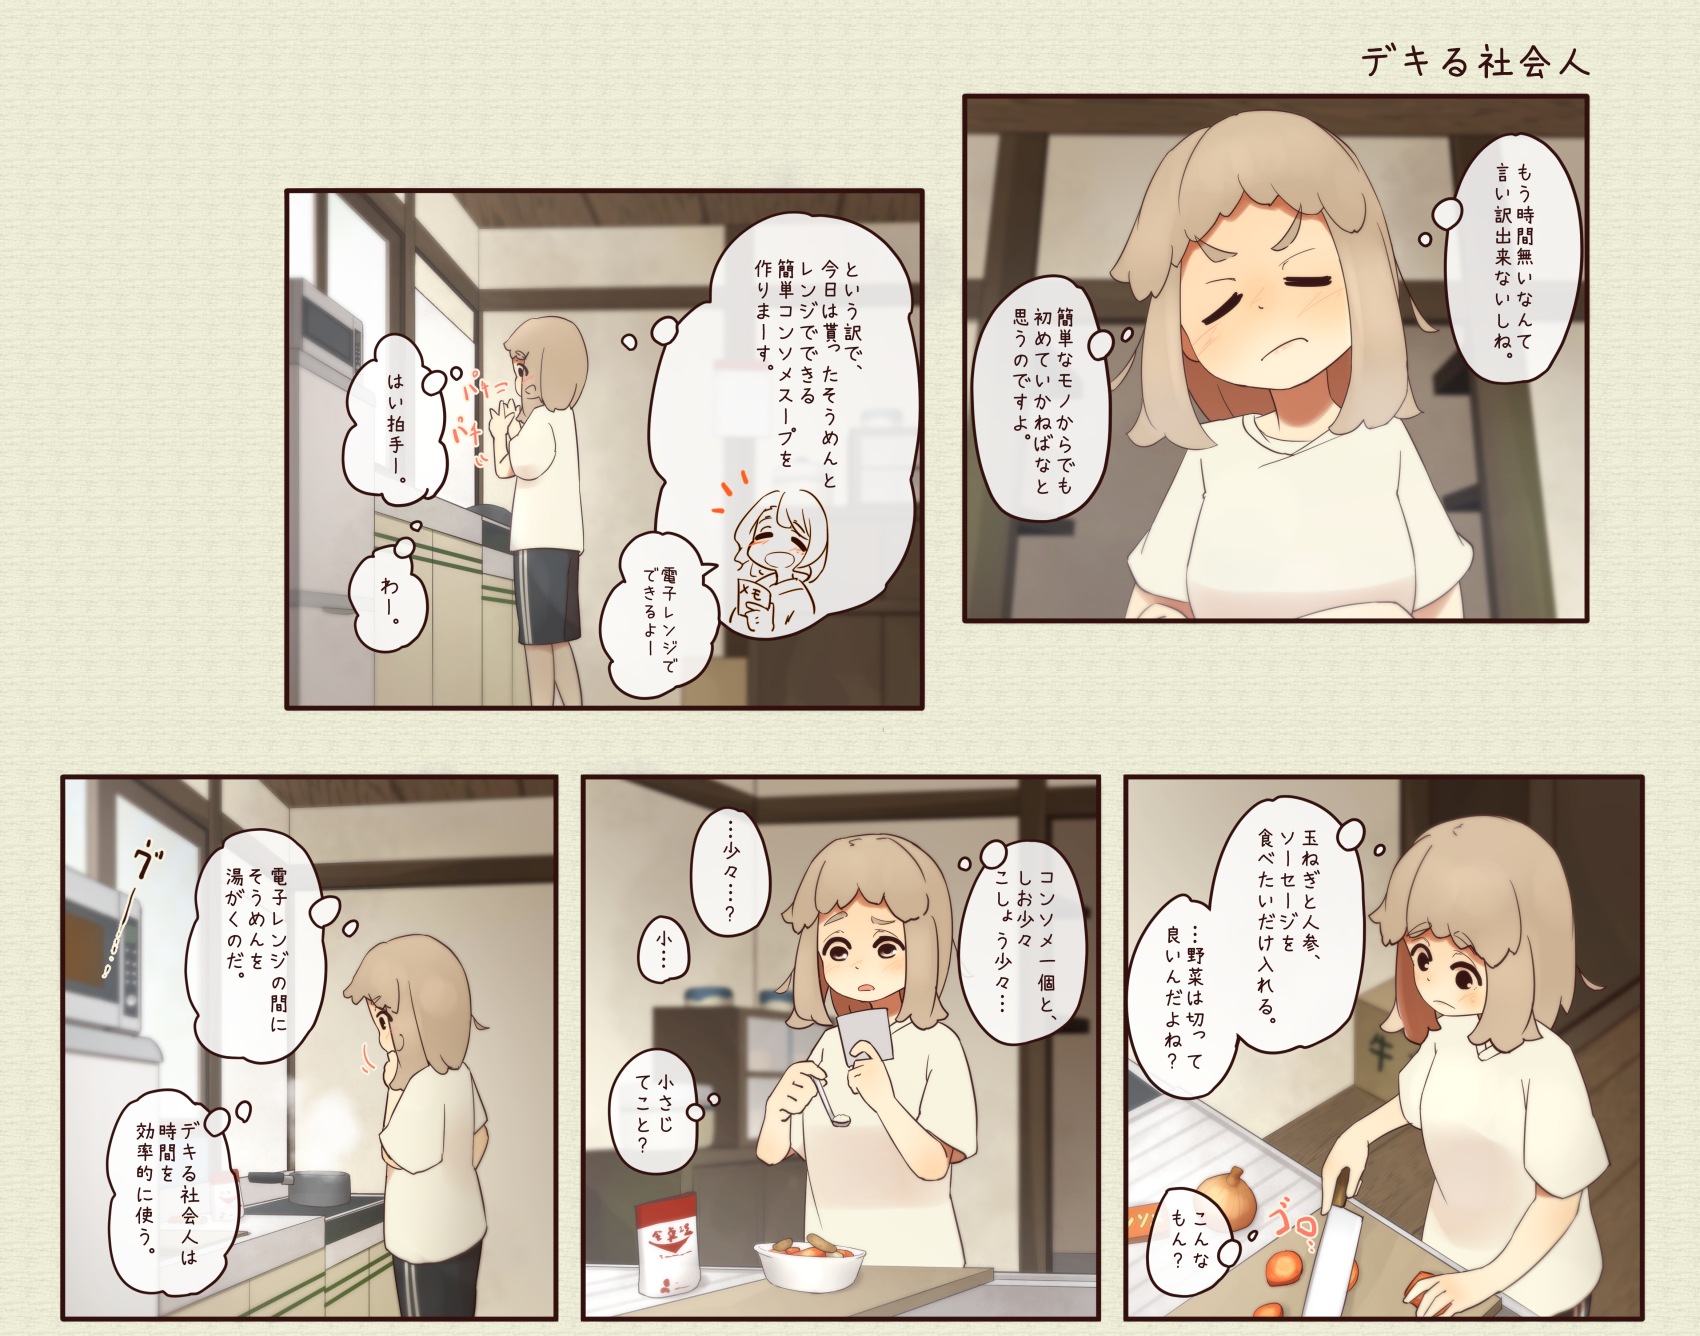 デキる社会人
もう時間無いなんて
言い訳出来ないしね。
簡単なモノからでも
初めていかねばなと
思うのですよ。
という訳で、
今日は貰ったそうめんと
レンジでできる
簡単コンソメスープを
作りまーす。
メモ
電子レンジで
できるよー
パチ
パチ
はい拍手ー。
わー。
玉ねぎと人参、
ソーセージを
食べたいだけ入れる。
…野菜は切って
良いんだよね?
牛
ゴロ
こんな
もん?
コンソメ一個と、
しお少々
こしょう少々…
…少々…?
小…
小さじ
てこと?
ヴーー……
電子レンジの間に
そうめんを
湯がくのだ。
デキる社会人は
時間を
効率的に使う。